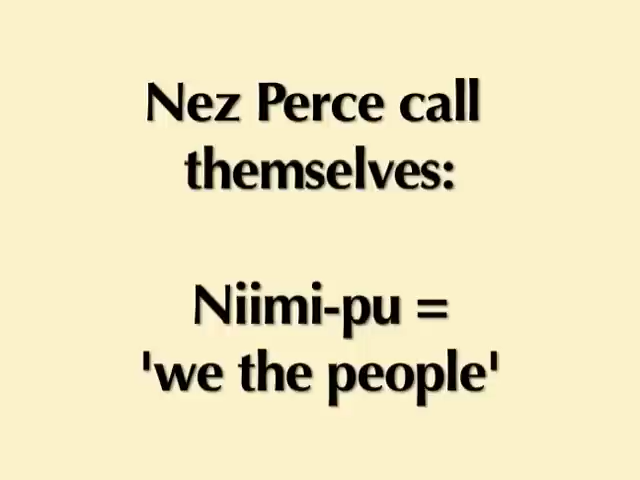 Nez Perce call
themselves:
Niimi-pu =
'we the people'